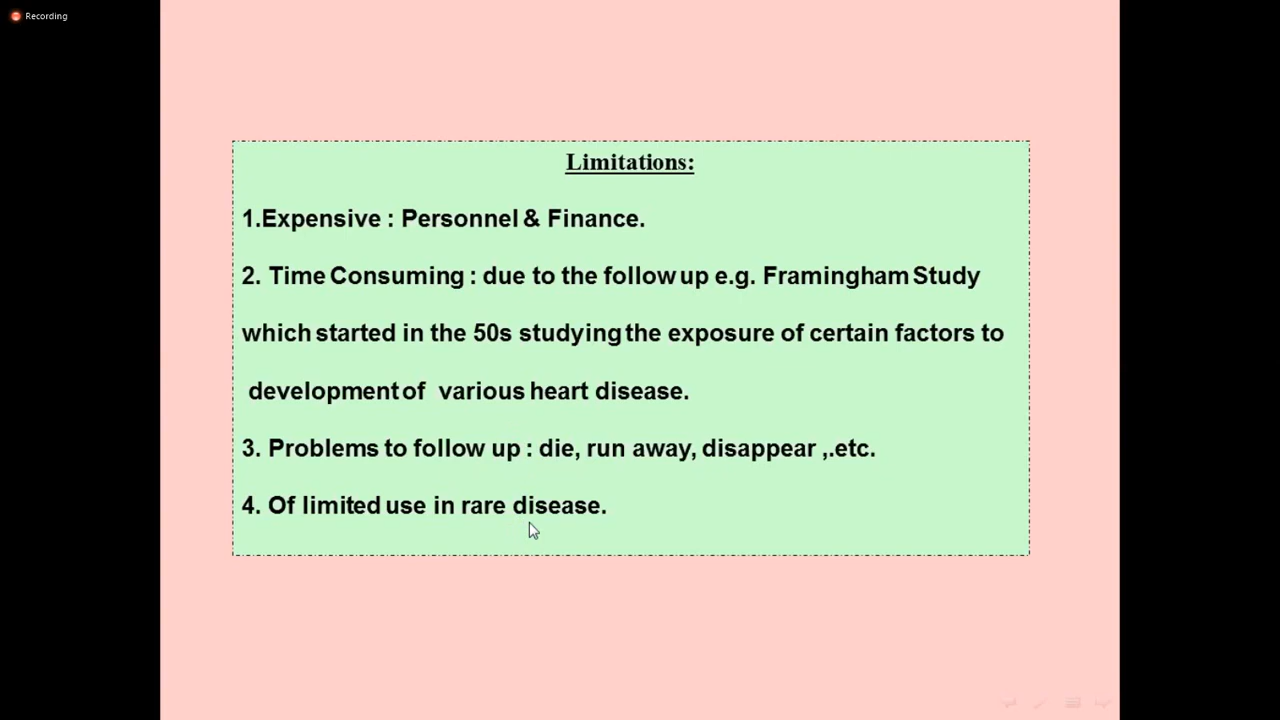 Recording
Limitations:
1.Expensive : Personnel & Finance.
2. Time Consuming : due to the follow up e.g. Framingham Study
which started in the 50s studying the exposure of certain factors to
development of various heart disease.
3. Problems to follow up : die, run away, disappear ,.etc.
4. Of limited use in rare disease.